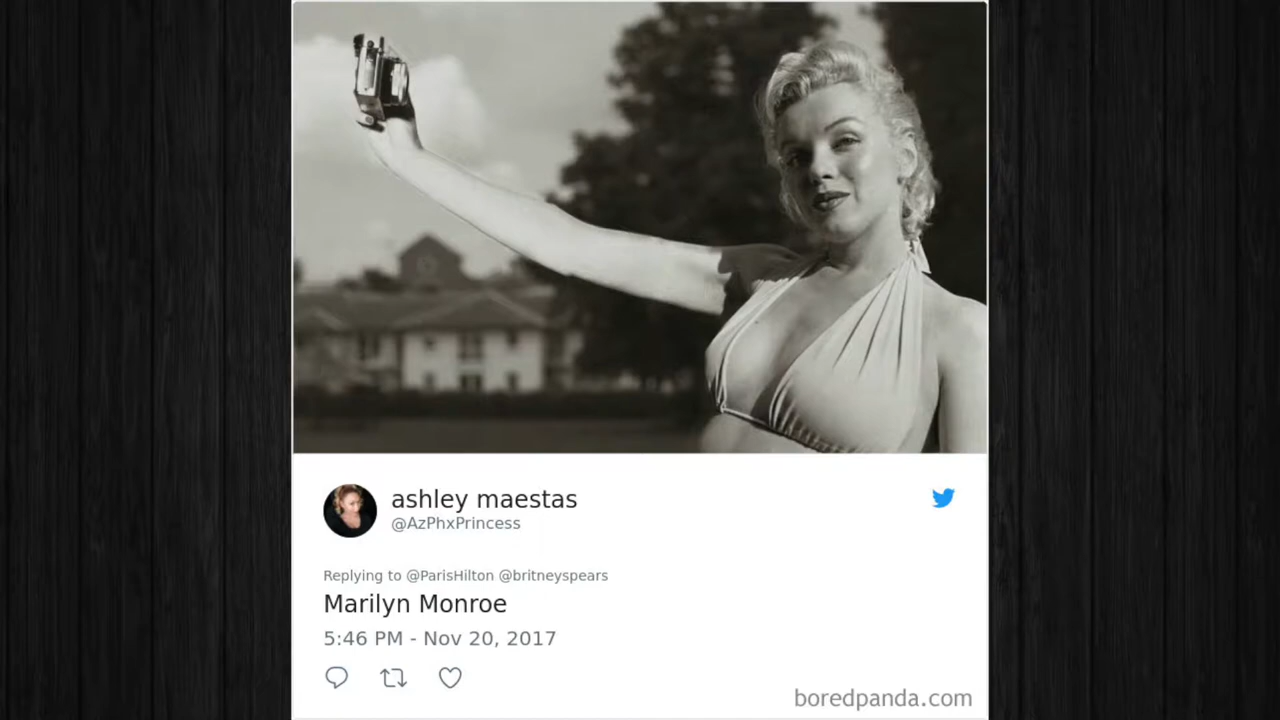 ashley maestas
@AzPhxPrincess
Replying to @ParisHilton @britneyspears
Marilyn Monroe
5:46 PM - Nov 20, 2017
boredpanda.com